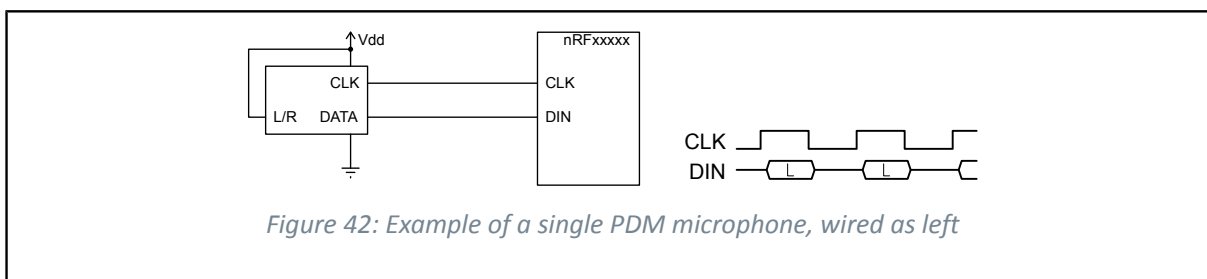 Vdd
nRFxxxxx
CLK
CLK
L/R DATA
DIN
CLK
DIN L L
Figure 42: Example of a single PDM microphone, wired as left